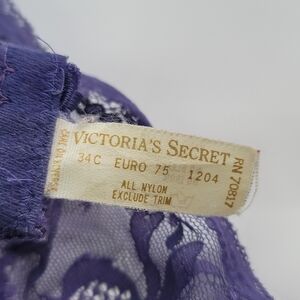 VICTORIA'S SECRET
34C EURO 75 1204
ALL NYLON
EXCLUDE TRIM
RN 70817